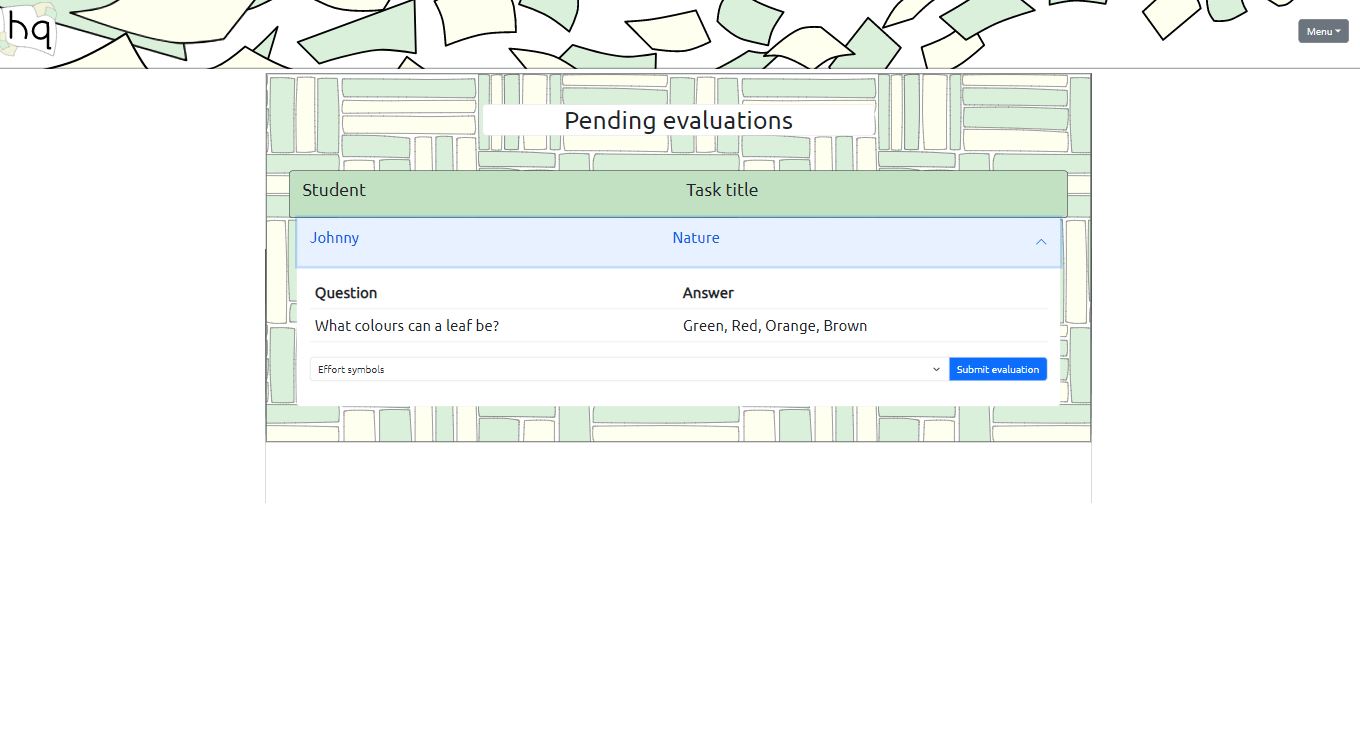 hq
Menu
Pending evaluations
Student Task title
Johnny Nature
Question Answer
What colours can a leaf be? Green, Red, Orange, Brown
Effort symbols Submit evaluation